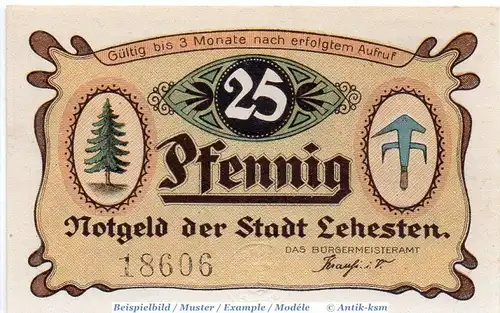 Gültig bis 3 Monate nach erfolgtem Aufruf
25
Pfennig
Notgeld der Stadt Lehesten.
DAS BÜRGERMEISTERAMT
18606
i. V.
Beispielbild / Muster / Example / Modéle / © Antik-ksm